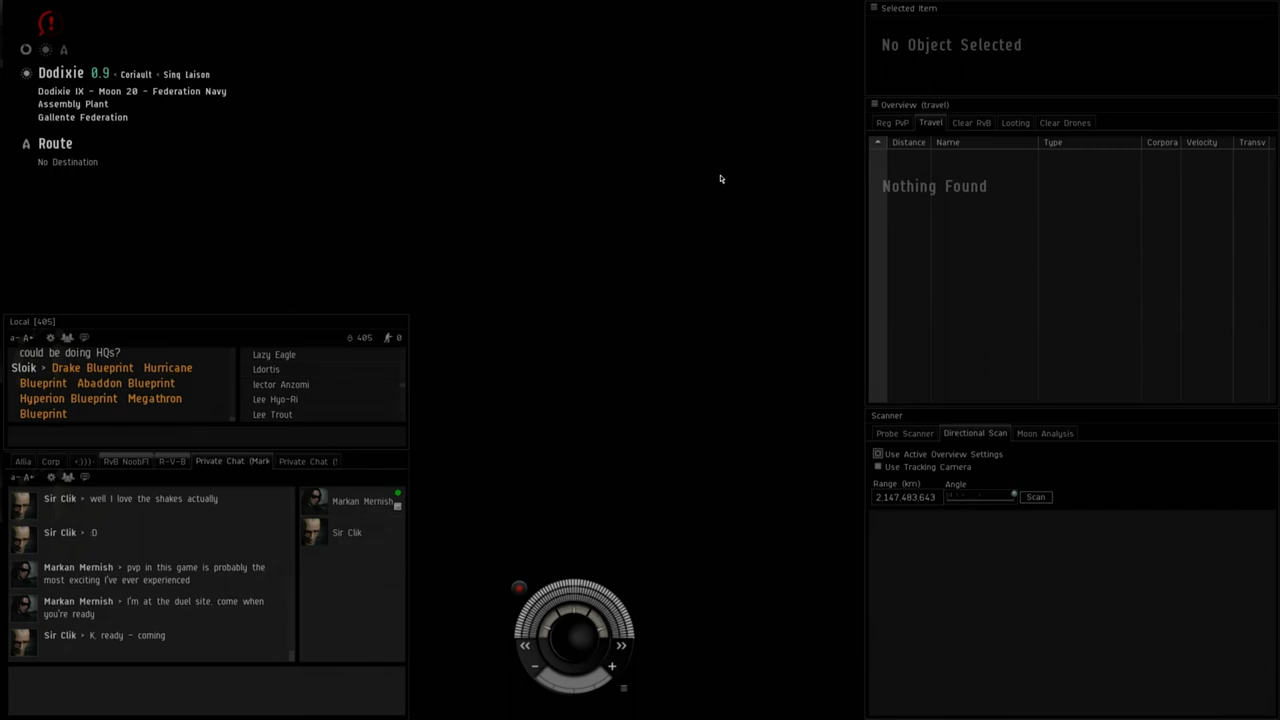 A
Dodixie 0.9 ‹ Coriault ‹ Sinq Laison
Dodixie IX - Moon 20 - Federation Navy
Assembly Plant
Gallente Federation
A Route
No Destination
Selected Item
No Object Selected
Overview (travel)
Reg PvP Travel Clear RvB Looting Clear Drones
Distance Name Type Corpora Velocity Transv
Nothing Found
Local [405]
a- A+ 405 0
could be doing HQs?
Sloik > Drake Blueprint Hurricane
Blueprint Abaddon Blueprint
Hyperion Blueprint Megathron
Blueprint
Lazy Eagle
Ldortis
lector Anzomi
Lee Hyo-Ri
Lee Trout
Allia Corp <:)))- RvB NoobFl R-V-B Private Chat (Mark Private Chat (
a- A+
Sir Clik > well I love the shakes actually
Sir Clik > :D
Markan Mernish > pvp in this game is probably the
most exciting I've ever experienced
Markan Mernish > I'm at the duel site, come when
you're ready
Sir Clik > K, ready - coming
Markan Mernish
Sir Clik
Scanner
Probe Scanner Directional Scan Moon Analysis
Use Active Overview Settings
Use Tracking Camera
Range (km) Angle
2.147.483.643 Scan